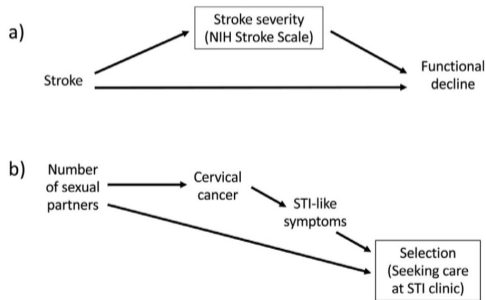 a)
Stroke severity
(NIH Stroke Scale)
Stroke
Functional
decline
b)
Number
of sexual
partners
Cervical
cancer
STI-like
symptoms
Selection
(Seeking care
at STI clinic)